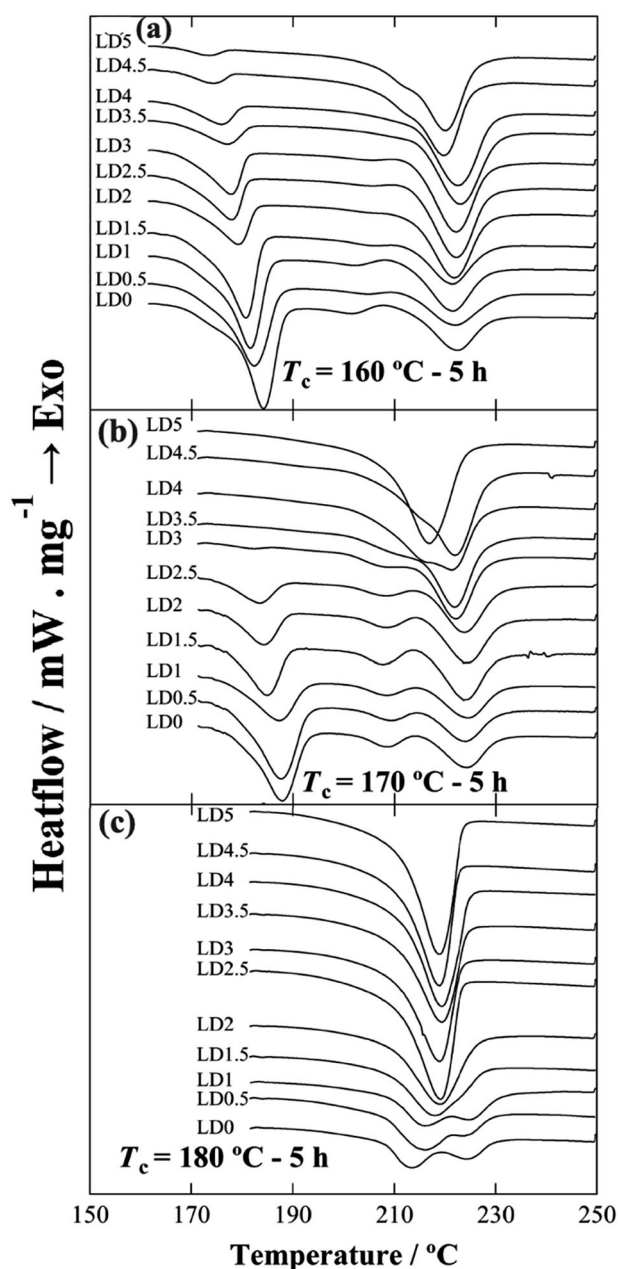 (a)
LD5
LD4.5
LD4
LD3.5
LD3
LD2.5
LD2
LD1.5
LD1
LD0.5
LD0
Tc = 160 ºC - 5 h
(b)
LD5
LD4.5
LD4
LD3.5
LD3
LD2.5
LD2
LD1.5
LD1
LD0.5
LD0
Tc = 170 ºC - 5 h
(c)
LD5
LD4.5
LD4
LD3.5
LD3
LD2.5
LD2
LD1.5
LD1
LD0.5
LD0
Tc = 180 ºC - 5 h
Heatflow / mW . mg⁻¹ → Exo
150 170 190 210 230 250
Temperature / ºC